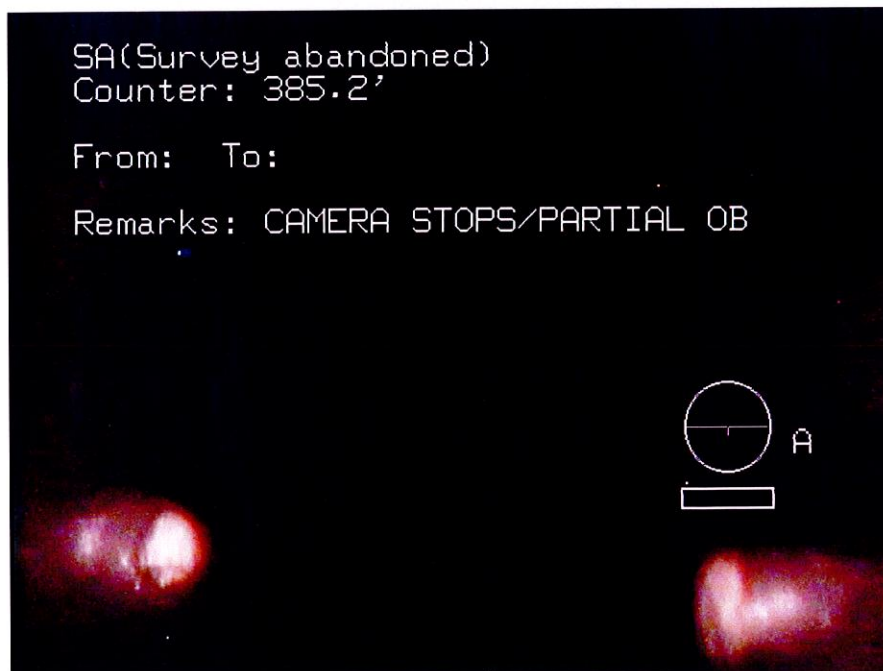 SA(Survey abandoned)
Counter: 385.2'
From: To:
Remarks: CAMERA STOPS/PARTIAL OB
A